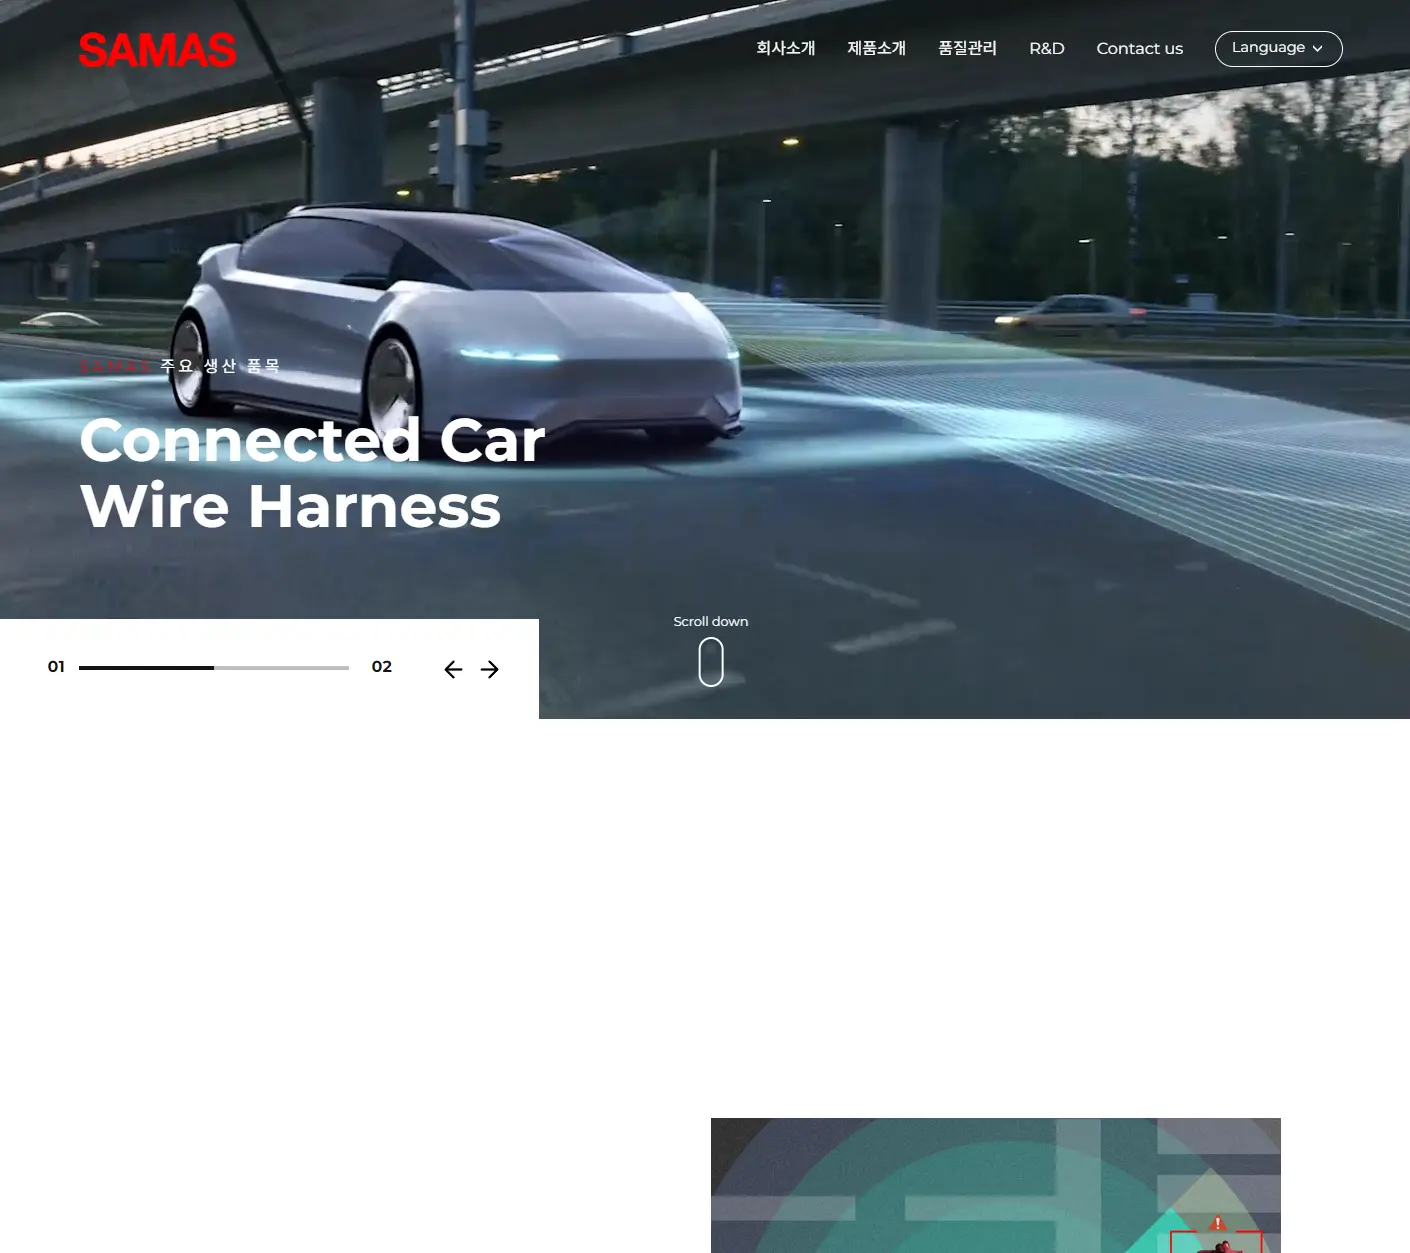 SAMAS
회사소개
제품소개
품질관리
R&D
Contact us
Language
SAMAS 주요 생산 품목
Connected Car
Wire Harness
Scroll down
01
02